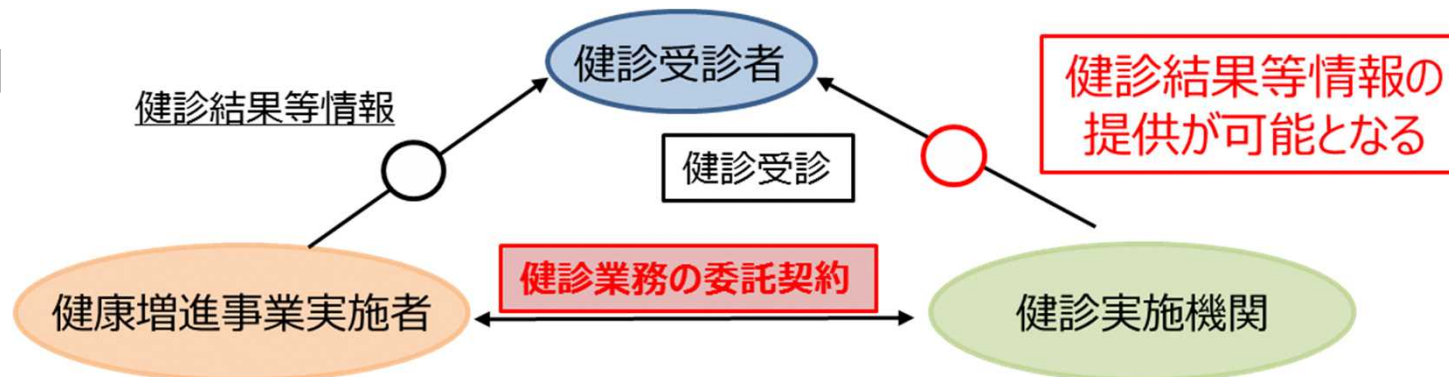 健診受診者
健診結果等情報
健診結果等情報の
提供が可能となる
健診受診
健診業務の委託契約
健康増進事業実施者
健診実施機関